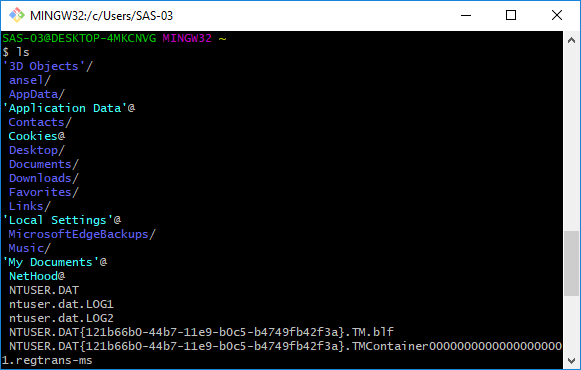 MINGW32:/c/Users/SAS-03
SAS-03@DESKTOP-4MKCNVG MINGW32 ~
$ ls
'3D Objects'/
ansel/
AppData/
'Application Data'@
Contacts/
Cookies@
Desktop/
Documents/
Downloads/
Favorites/
Links/
'Local Settings'@
MicrosoftEdgeBackups/
Music/
'My Documents'@
NetHood@
NTUSER.DAT
ntuser.dat.LOG1
ntuser.dat.LOG2
NTUSER.DAT{121b66b0-44b7-11e9-b0c5-b4749fb42f3a}.TM.blf
NTUSER.DAT{121b66b0-44b7-11e9-b0c5-b4749fb42f3a}.TMContainer0000000000000000000
1.regtrans-ms